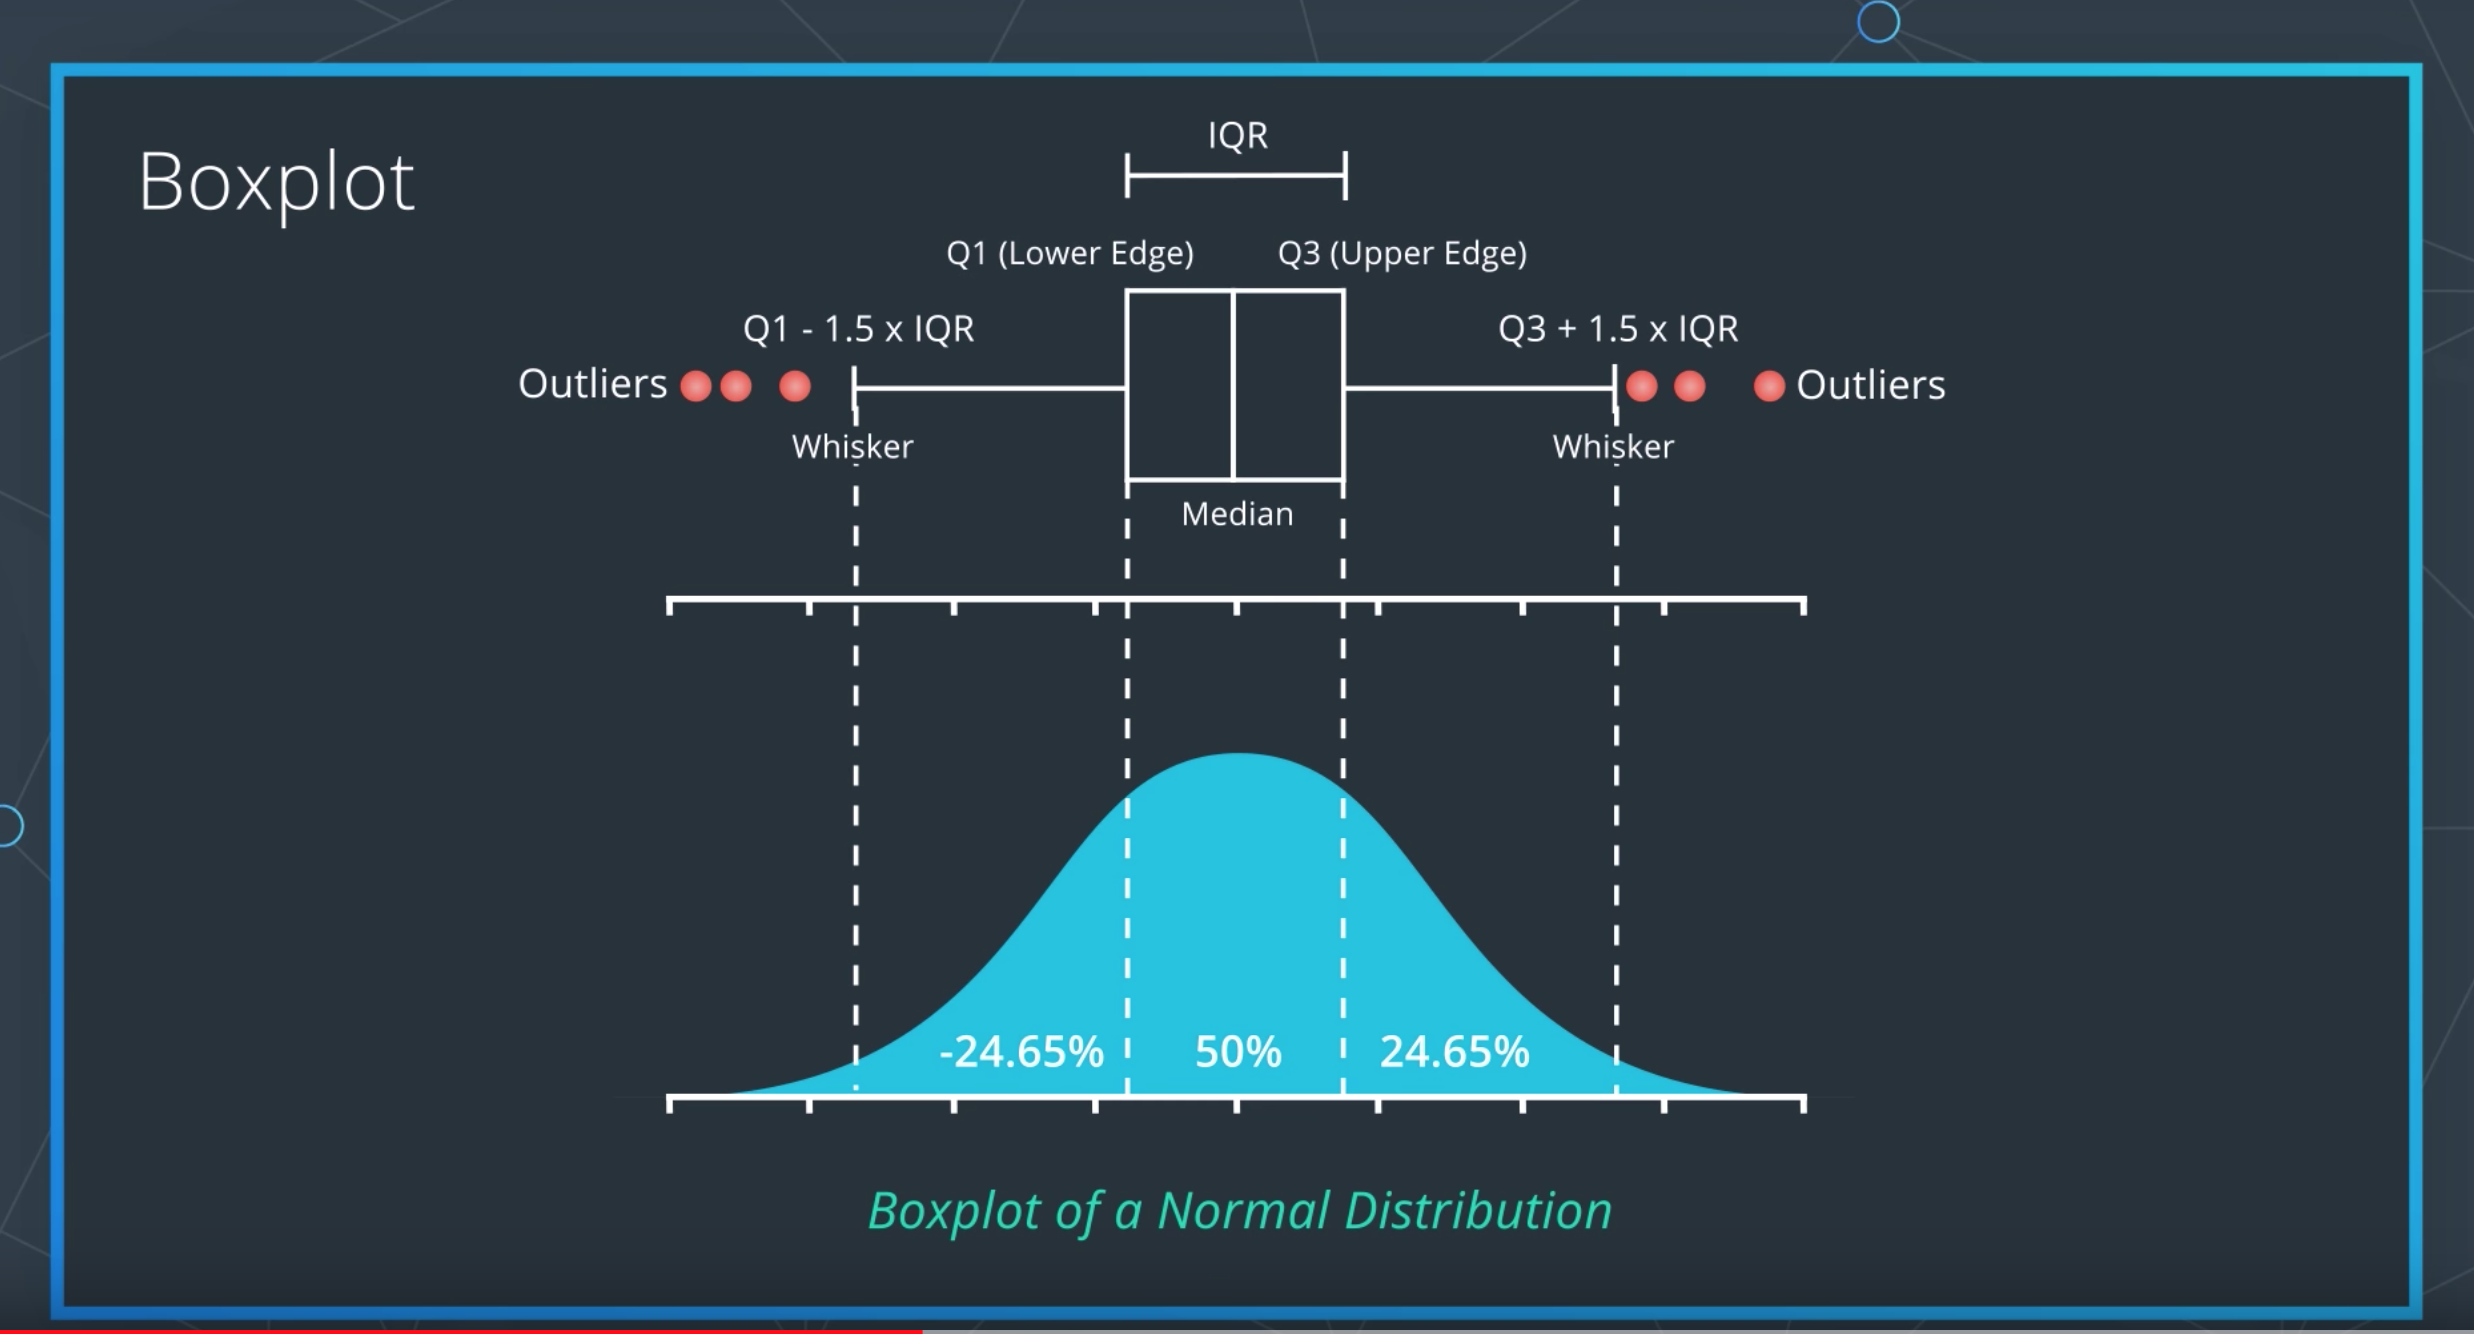 Boxplot
IQR
Q1 (Lower Edge)
Q3 (Upper Edge)
Q1 - 1.5 x IQR
Q3 + 1.5 x IQR
Outliers
Outliers
Whisker
Whisker
Median
-24.65%
50%
24.65%
Boxplot of a Normal Distribution